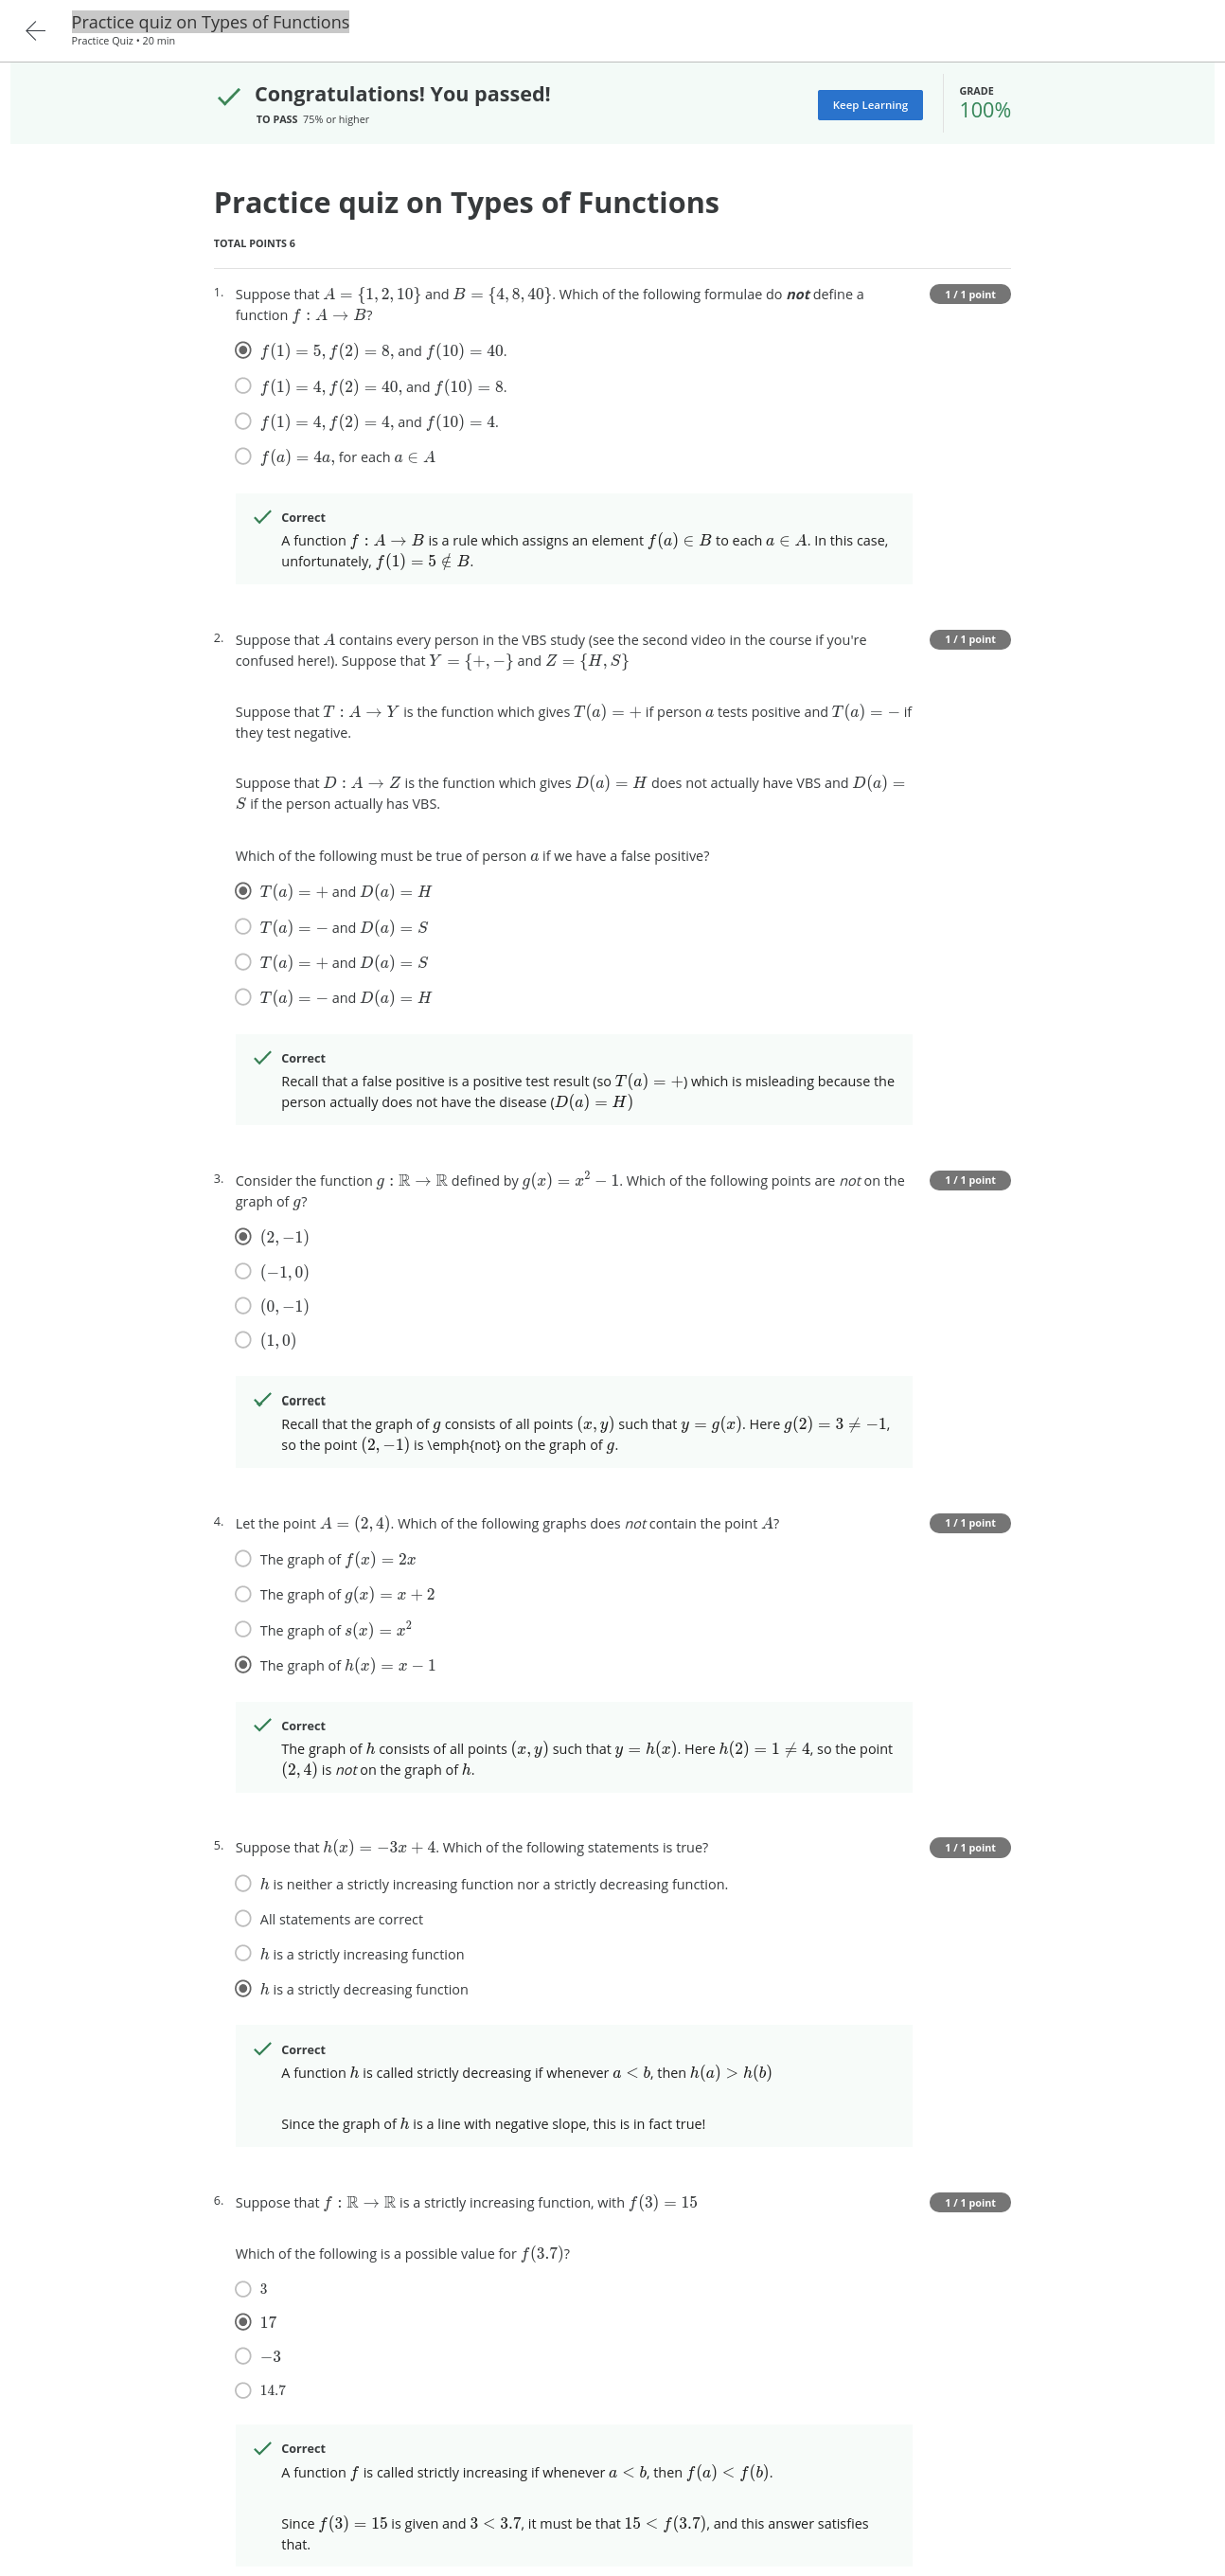 Practice quiz on Types of Functions
Practice Quiz • 20 min
Congratulations! You passed!
TO PASS 75% or higher
Keep Learning
GRADE
100%
Practice quiz on Types of Functions
TOTAL POINTS 6
1. Suppose that A = {1, 2, 10} and B = {4, 8, 40}. Which of the following formulae do not define a
function f : A → B?
1 / 1 point
f(1) = 5, f(2) = 8, and f(10) = 40.
f(1) = 4, f(2) = 40, and f(10) = 8.
f(1) = 4, f(2) = 4, and f(10) = 4.
f(a) = 4a, for each a ∈ A
Correct
A function f : A → B is a rule which assigns an element f(a) ∈ B to each a ∈ A. In this case,
unfortunately, f(1) = 5 ∉ B.
2. Suppose that A contains every person in the VBS study (see the second video in the course if you're
confused here!). Suppose that Y = {+, −} and Z = {H, S}
1 / 1 point
Suppose that T : A → Y is the function which gives T(a) = + if person a tests positive and T(a) = − if
they test negative.
Suppose that D : A → Z is the function which gives D(a) = H does not actually have VBS and D(a) =
S if the person actually has VBS.
Which of the following must be true of person a if we have a false positive?
T(a) = + and D(a) = H
T(a) = − and D(a) = S
T(a) = + and D(a) = S
T(a) = − and D(a) = H
Correct
Recall that a false positive is a positive test result (so T(a) = +) which is misleading because the
person actually does not have the disease (D(a) = H)
3. Consider the function g : ℝ → ℝ defined by g(x) = x² − 1. Which of the following points are not on the
graph of g?
1 / 1 point
(2, −1)
(−1, 0)
(0, −1)
(1, 0)
Correct
Recall that the graph of g consists of all points (x, y) such that y = g(x). Here g(2) = 3 ≠ −1,
so the point (2, −1) is \emph{not} on the graph of g.
4. Let the point A = (2, 4). Which of the following graphs does not contain the point A?
1 / 1 point
The graph of f(x) = 2x
The graph of g(x) = x + 2
The graph of s(x) = x²
The graph of h(x) = x − 1
Correct
The graph of h consists of all points (x, y) such that y = h(x). Here h(2) = 1 ≠ 4, so the point
(2, 4) is not on the graph of h.
5. Suppose that h(x) = −3x + 4. Which of the following statements is true?
1 / 1 point
h is neither a strictly increasing function nor a strictly decreasing function.
All statements are correct
h is a strictly increasing function
h is a strictly decreasing function
Correct
A function h is called strictly decreasing if whenever a < b, then h(a) > h(b)
Since the graph of h is a line with negative slope, this is in fact true!
6. Suppose that f : ℝ → ℝ is a strictly increasing function, with f(3) = 15
1 / 1 point
Which of the following is a possible value for f(3.7)?
3
17
−3
14.7
Correct
A function f is called strictly increasing if whenever a < b, then f(a) < f(b).
Since f(3) = 15 is given and 3 < 3.7, it must be that 15 < f(3.7), and this answer satisfies
that.